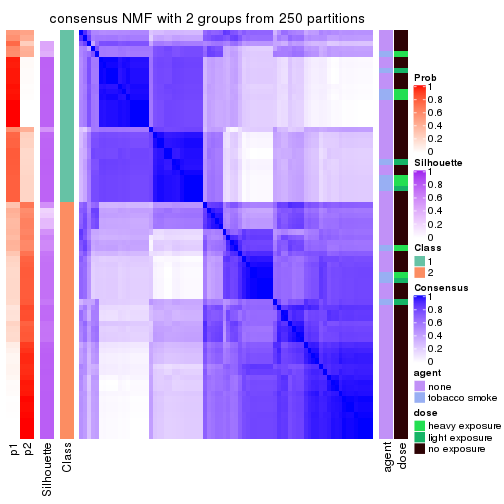 consensus NMF with 2 groups from 250 partitions
Prob
1
0.8
0.6
0.4
0.2
0
Silhouette
1
0.8
0.6
0.4
0.2
0
Class
1
2
Consensus
1
0.8
0.6
0.4
0.2
0
agent
none
tobacco smoke
dose
heavy exposure
light exposure
no exposure
p1
p2
Silhouette
Class
agent
dose